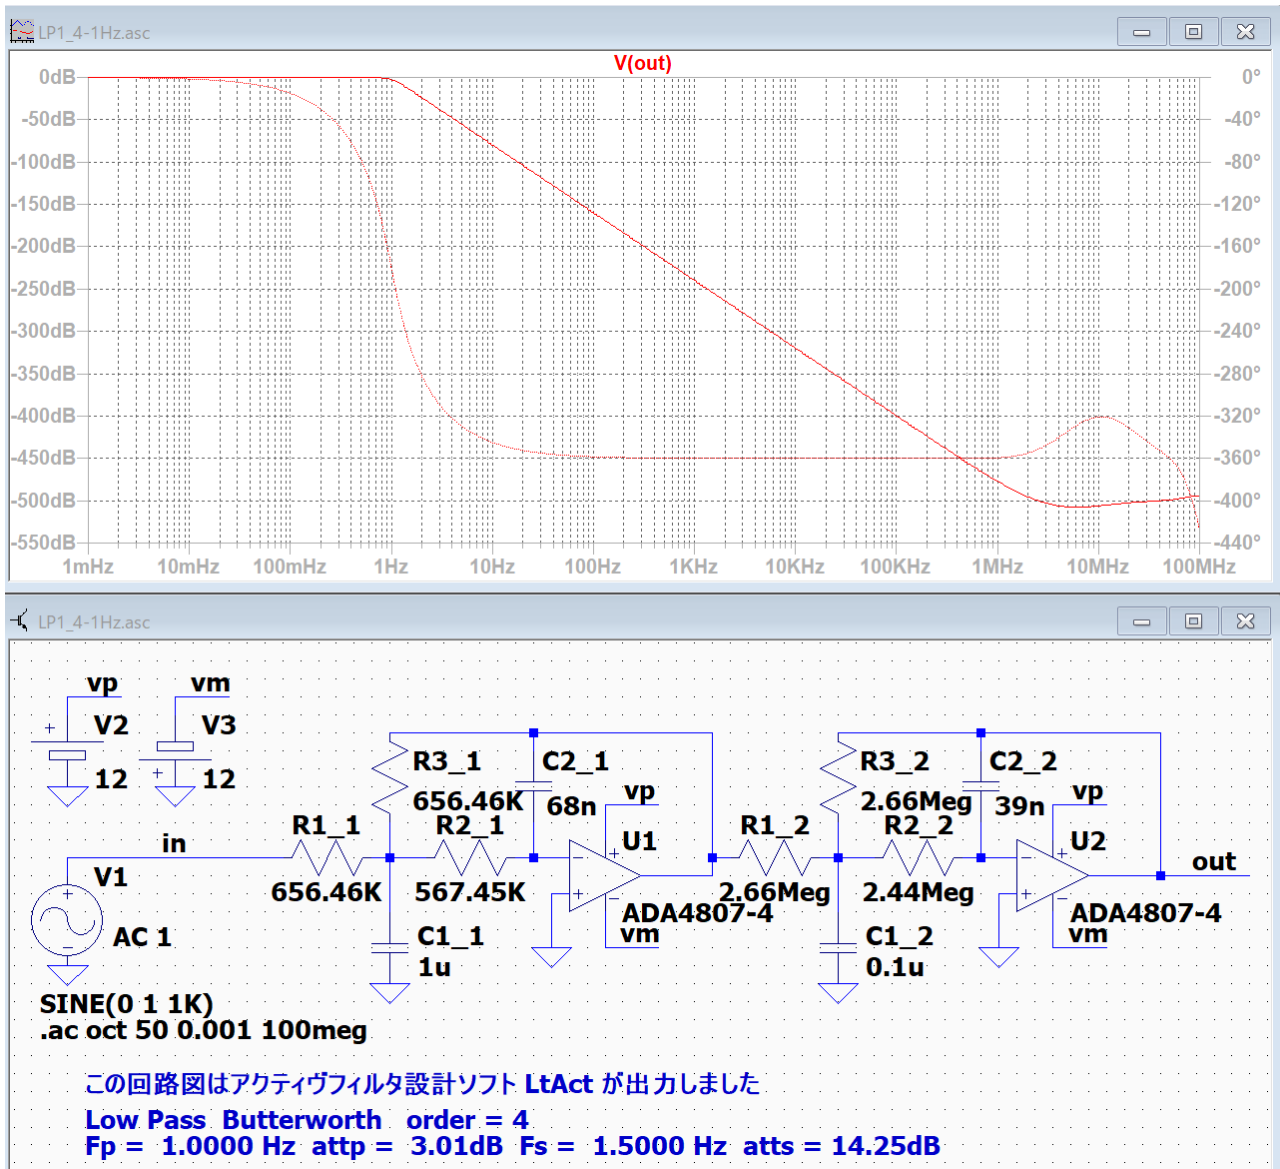 LP1_4-1Hz.asc
V(out)
0dB 0°
-50dB -40°
-100dB -80°
-150dB -120°
-200dB -160°
-250dB -200°
-300dB -240°
-350dB -280°
-400dB -320°
-450dB -360°
-500dB -400°
-550dB -440°
1mHz 10mHz 100mHz 1Hz 10Hz 100Hz 1KHz 10KHz 100KHz 1MHz 10MHz 100MHz
LP1_4-1Hz.asc
vp vm
V2 V3
12 12
R3_1 C2_1 R3_2 C2_2
656.46K 68n vp 2.66Meg 39n vp
in R1_1 R2_1 U1 R1_2 R2_2 U2
out
V1 656.46K 567.45K 2.66Meg 2.44Meg
ADA4807-4 ADA4807-4
AC 1 C1_1 vm C1_2 vm
1u 0.1u
SINE(0 1 1K)
.ac oct 50 0.001 100meg
この回路図はアクティヴフィルタ設計ソフト LtAct が出力しました
Low Pass Butterworth order = 4
Fp = 1.0000 Hz attp = 3.01dB Fs = 1.5000 Hz atts = 14.25dB